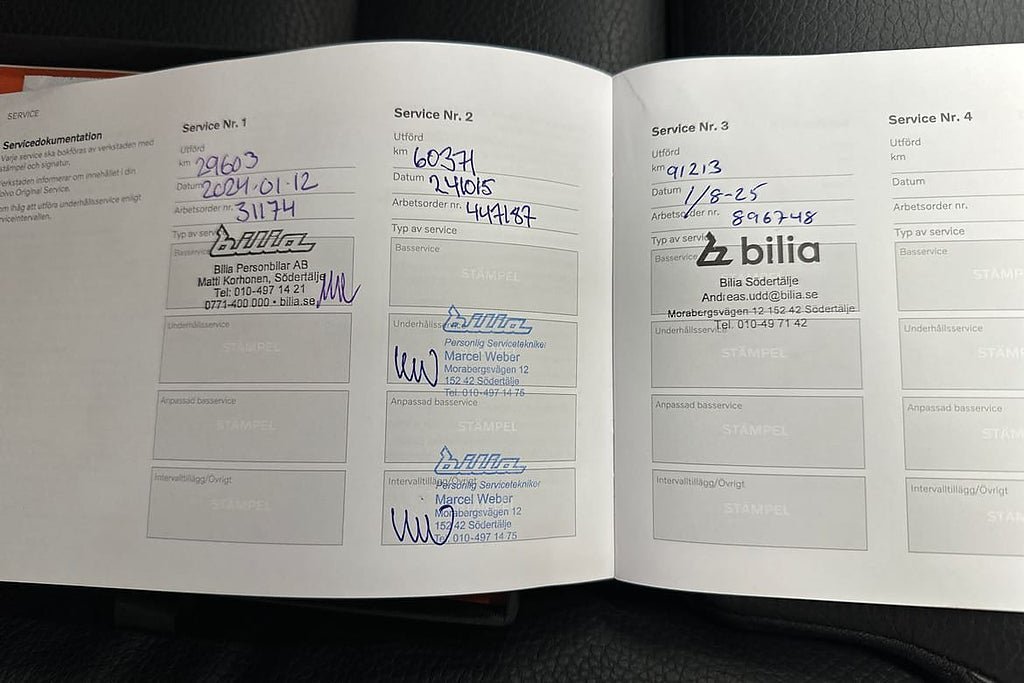 SERVICE
Servicedokumentation
Varje service ska bokföras av verkstaden med
stämpel och signatur.
Verkstaden informerar om innehållet i din
Volvo Original Service.
om ihåg att utföra underhållsservice enligt
serviceintervallen.
Service Nr. 1
Utförd
km 29603
Datum 2024.01.12
Arbetsorder nr. 31174
Typ av service
Basservice
bilia
Bilia Personbilar AB
Matti Korhonen, Södertälje
Tel: 010-497 14 21
0771-400 000 • bilia.se
Underhållsservice
STÄMPEL
Anpassad basservice
STÄMPEL
Intervalltillägg/Övrigt
STÄMPEL
Service Nr. 2
Utförd
km 60371
Datum 241015
Arbetsorder nr. 447187
Typ av service
Basservice
STÄMPEL
Underhållsservice
bilia
Personlig Servicetekniker
Marcel Weber
Morabergsvägen 12
152 42 Södertälje
Tel. 010-497 14 75
Anpassad basservice
STÄMPEL
bilia
Intervalltillägg/Övrigt
Personlig Servicetekniker
Marcel Weber
Morabergsvägen 12
152 42 Södertälje
Tel. 010-497 14 75
Service Nr. 3
Utförd
km 91213
Datum 1/8-25
Arbetsorder nr. 896748
Typ av service
Basservice
bilia
Bilia Södertälje
Andreas.udd@bilia.se
Morabergsvägen 12 152 42 Södertälje
Tel. 010-49 71 42
Underhållsservice
STÄMPEL
Anpassad basservice
STÄMPEL
Intervalltillägg/Övrigt
STÄMPEL
Service Nr. 4
Utförd
km
Datum
Arbetsorder nr.
Typ av service
Basservice
STÄMP
Underhållsservice
STÄM
Anpassad basservice
STÄM
Intervalltillägg/Övrigt
STÄM